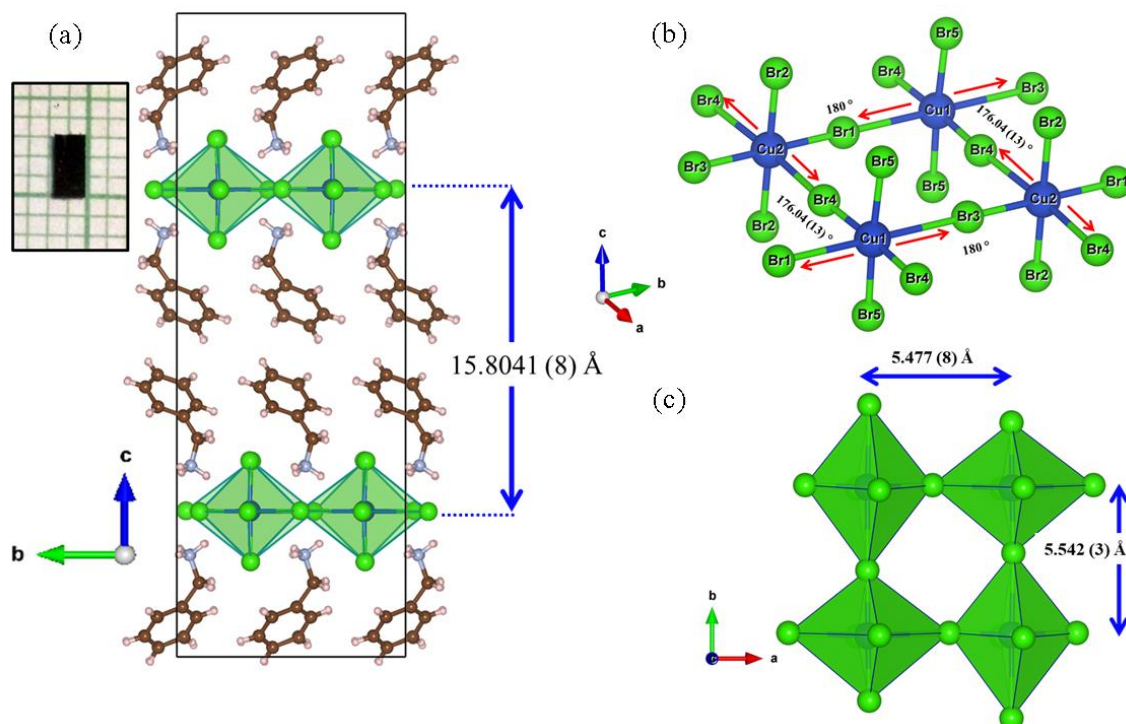 (a)
15.8041 (8) Å
c
b
c
b
a
(b)
Br5
Br2
Br4
Br3
Br4
180 °
Cu1
Br1
176.04 (13) °
Br2
Cu2
Br4
Br3
Br5
Br5
Br1
Br4
Cu2
176.04 (13) °
Br3
Br2
Cu1
180 °
Br4
Br1
Br4
Br2
Br5
(c)
5.477 (8) Å
5.542 (3) Å
b
a